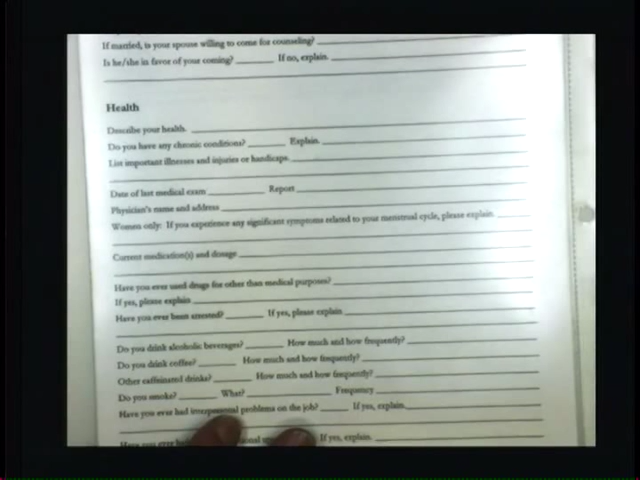 If married, is your spouse willing to come for counseling?
Is he/she in favor of your coming? If no, explain.
Health
Describe your health.
Do you have any chronic conditions? Explain.
List important illnesses and injuries or handicaps.
Date of last medical exam Report
Physician's name and address
Women only: If you experience any significant symptoms related to your menstrual cycle, please explain.
Current medication(s) and dosage
Have you ever used drugs for other than medical purposes?
If yes, please explain
Have you ever been arrested? If yes, please explain
Do you drink alcoholic beverages? How much and how frequently?
Do you drink coffee? How much and how frequently?
Other caffeinated drinks? How much and how frequently?
Do you smoke? What? Frequency
Have you ever had interpersonal problems on the job? If yes, explain.
Have you ever If yes, explain.